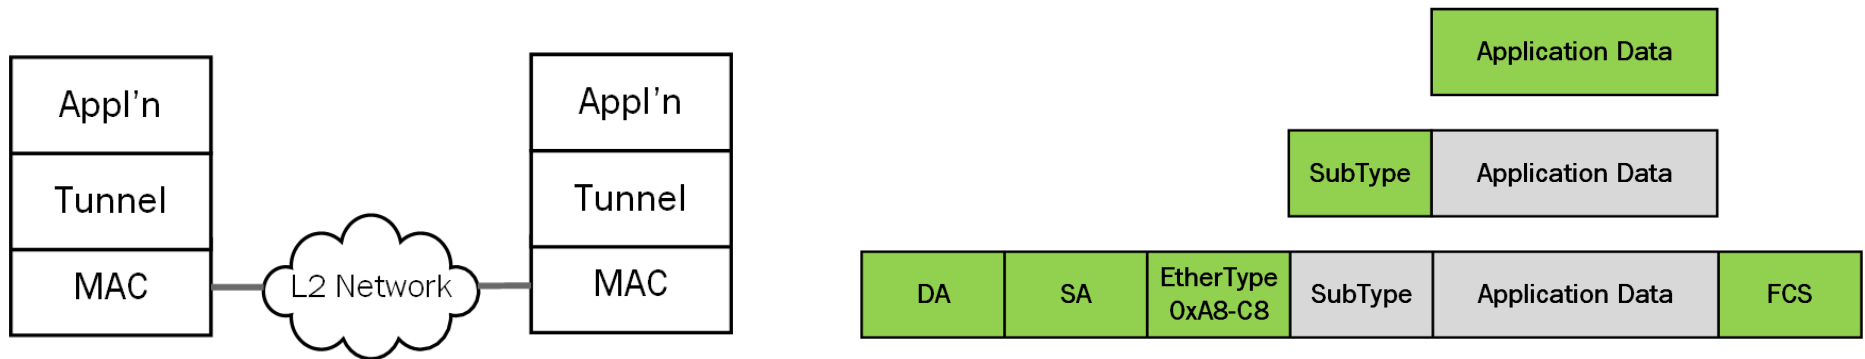 Appl'n
Tunnel
MAC
L2 Network
Appl'n
Tunnel
MAC
Application Data
SubType
Application Data
DA
SA
EtherType
0xA8-C8
SubType
Application Data
FCS